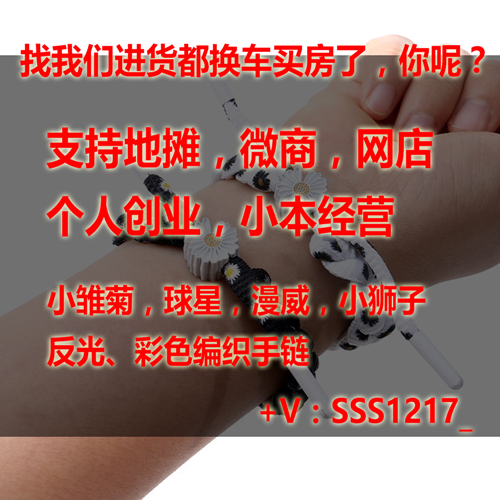 找我们进货都换车买房了，你呢？
支持地摊，微商，网店
个人创业，小本经营
小雏菊，球星，漫威，小狮子
反光、彩色编织手链
+V：SSS1217_